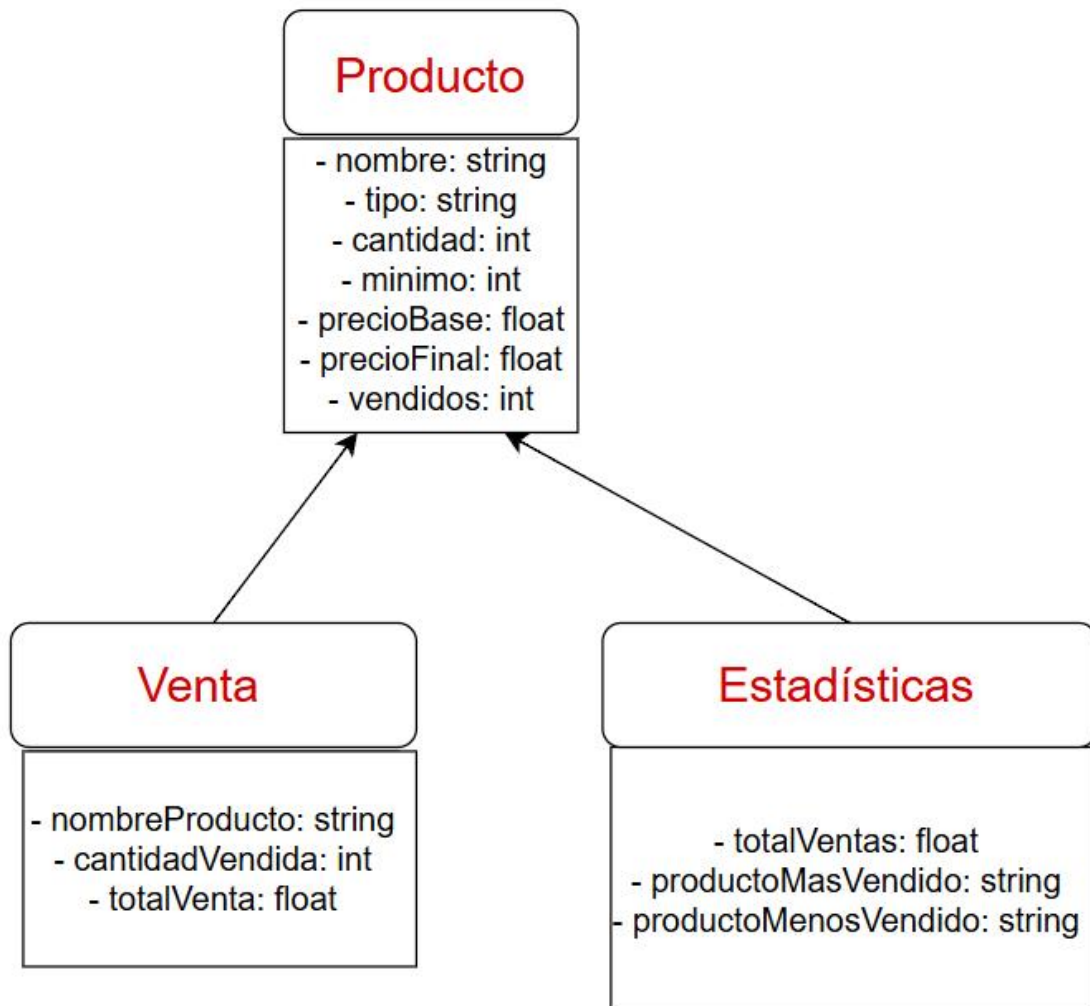 Producto
- nombre: string
- tipo: string
- cantidad: int
- minimo: int
- precioBase: float
- precioFinal: float
- vendidos: int
Venta
- nombreProducto: string
- cantidadVendida: int
- totalVenta: float
Estadísticas
- totalVentas: float
- productoMasVendido: string
- productoMenosVendido: string